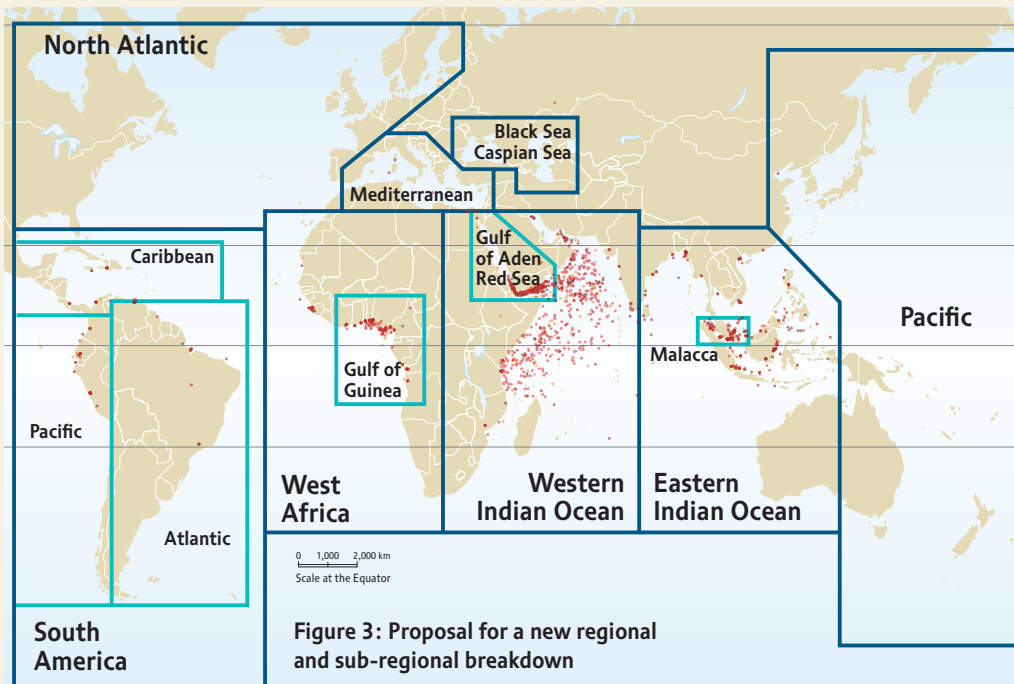 North Atlantic
Black Sea
Caspian Sea
Mediterranean
Caribbean
Gulf
of Aden
Red Sea
Pacific
Malacca
Gulf of
Guinea
Pacific
Atlantic
West
Africa
Western
Indian Ocean
Eastern
Indian Ocean
0 1,000 2,000 km
Scale at the Equator
South
America
Figure 3: Proposal for a new regional
and sub-regional breakdown